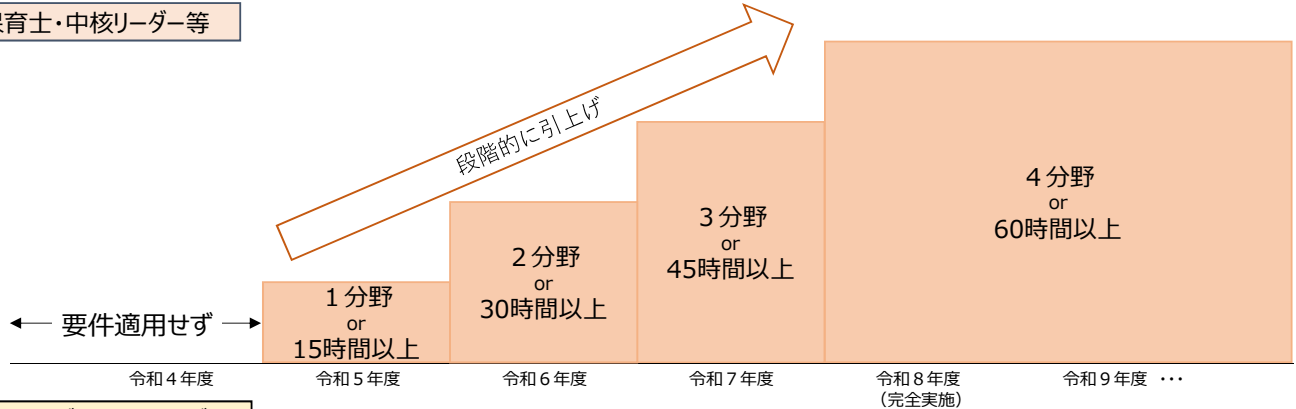 育士・中核リーダー等
段階的に引上げ
４分野
or
60時間以上
３分野
or
45時間以上
２分野
or
30時間以上
１分野
or
15時間以上
要件適用せず
令和４年度
令和５年度
令和６年度
令和７年度
令和８年度
（完全実施）
令和９年度 ・・・